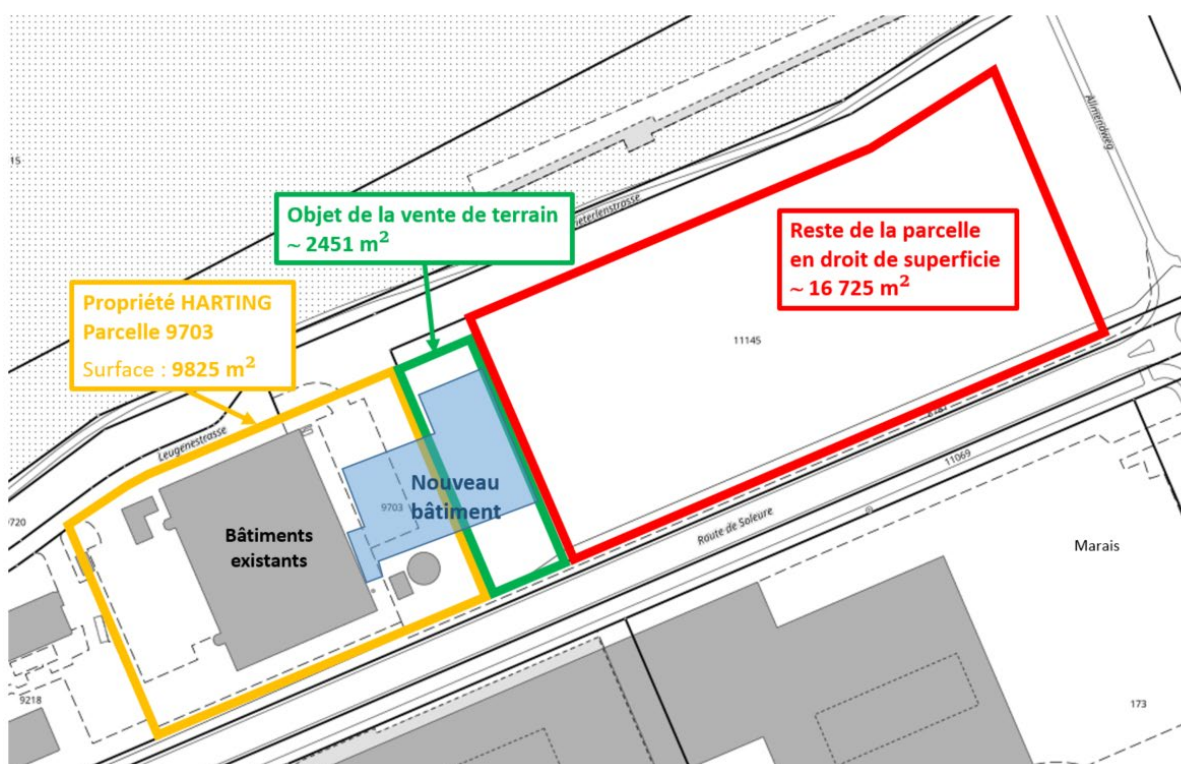 15
Allmendweg
Objet de la vente de terrain
~ 2451 m²
Reste de la parcelle
en droit de superficie
~ 16 725 m²
Propriété HARTING
Parcelle 9703
Surface : 9825 m²
11145
Leugenestrasse
Nouveau
bâtiment
9703
9720
Bâtiments
existants
11069
Route de Soleure
Marais
9218
173